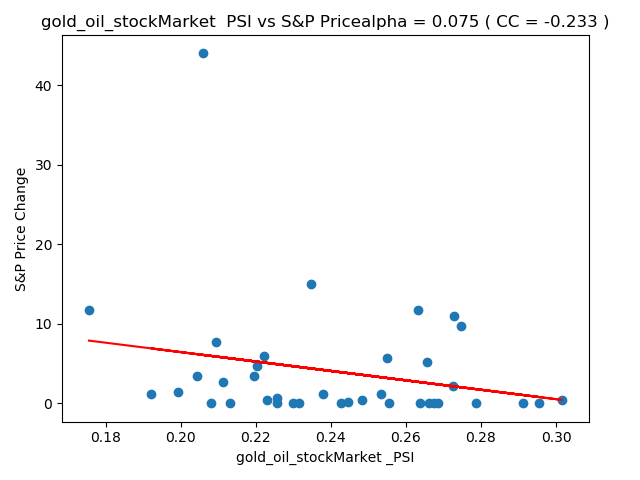 gold_oil_stockMarket  PSI vs S&P Pricealpha = 0.075 ( CC = -0.233 )
S&P Price Change
40
30
20
10
0
0.18 0.20 0.22 0.24 0.26 0.28 0.30
gold_oil_stockMarket _PSI